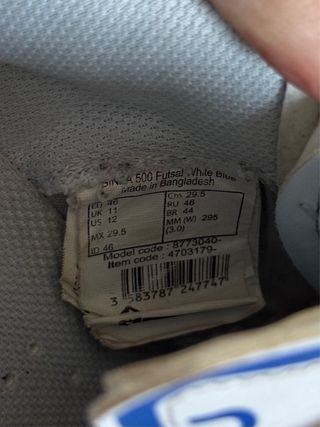 500 Futsal White Blue
Made in Bangladesh
EU 46
UK 11
US 12
MX 29.5
ID 46
Cm 29.5
RU 46
BR 44
MM (W) 295
(3.0)
Model code : 8773040-
Item code : 4703179-
3 583787 247747